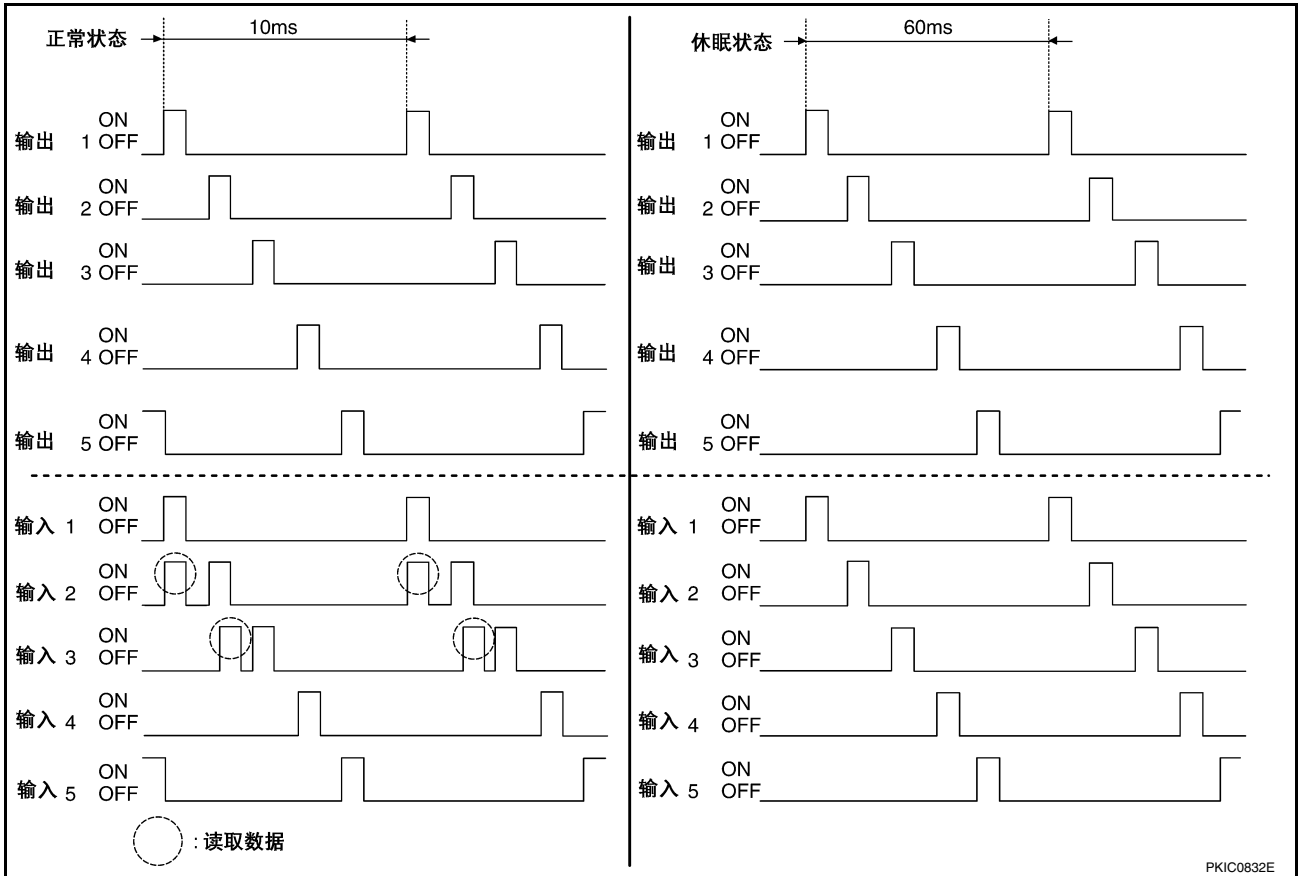 正常状态 10ms
输出 1 ON OFF
输出 2 ON OFF
输出 3 ON OFF
输出 4 ON OFF
输出 5 ON OFF
输入 1 ON OFF
输入 2 ON OFF
输入 3 ON OFF
输入 4 ON OFF
输入 5 ON OFF
: 读取数据
休眠状态 60ms
输出 1 ON OFF
输出 2 ON OFF
输出 3 ON OFF
输出 4 ON OFF
输出 5 ON OFF
输入 1 ON OFF
输入 2 ON OFF
输入 3 ON OFF
输入 4 ON OFF
输入 5 ON OFF
PKIC0832E